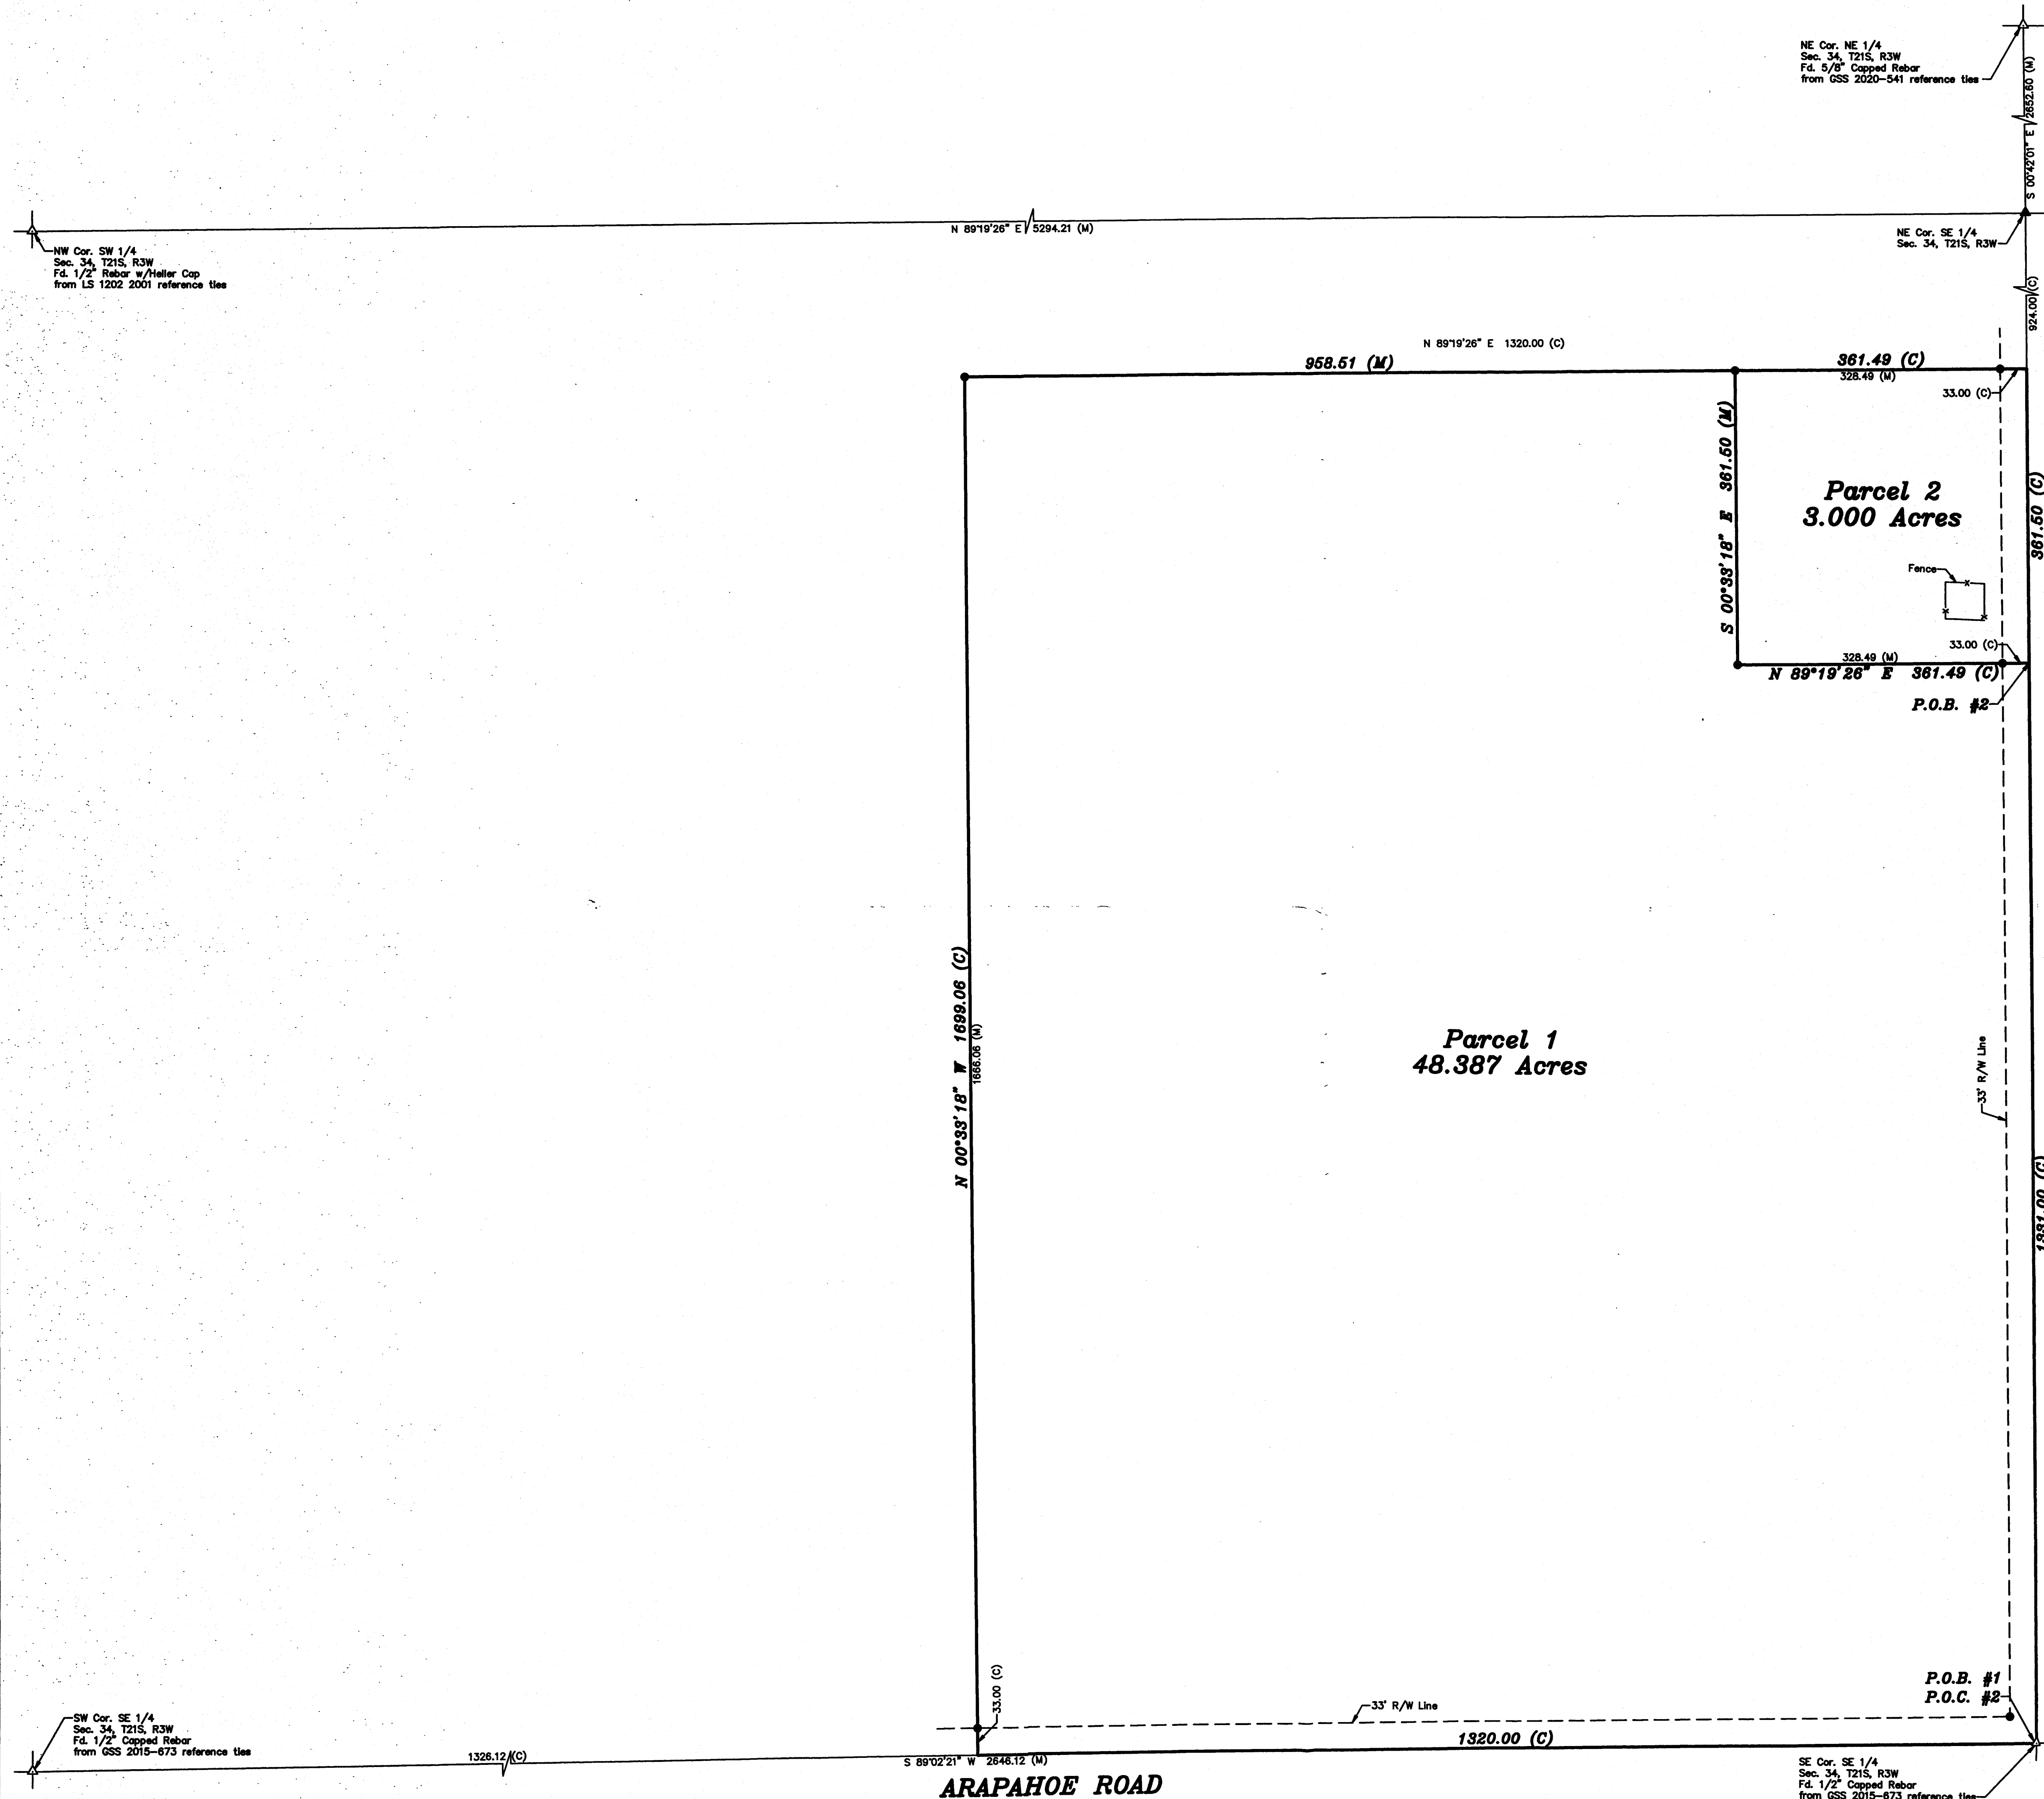 NE Cor. NE 1/4
Sec. 34, T21S, R3W
Fd. 5/8" Capped Rebar
from GSS 2020-541 reference ties
S 00°42'01" E 2652.60 (M)
N 89°19'26" E 5294.21 (M)
NW Cor. SW 1/4
Sec. 34, T21S, R3W
Fd. 1/2" Rebar w/Heller Cap
from LS 1202 2001 reference ties
NE Cor. SE 1/4
Sec. 34, T21S, R3W
924.00 (C)
N 89°19'26" E 1320.00 (C)
958.51 (M)
361.49 (C)
328.49 (M)
33.00 (C)
S 00°33'18" E 361.50 (M)
Parcel 2
3.000 Acres
361.50 (C)
Fence
33.00 (C)
328.49 (M)
N 89°19'26" E 361.49 (C)
P.O.B. #2
N 00°33'18" W 1699.06 (C)
1666.06 (M)
Parcel 1
48.387 Acres
33' R/W Line
1331.00 (C)
33.00 (C)
33' R/W Line
P.O.B. #1
P.O.C. #2
SW Cor. SE 1/4
Sec. 34, T21S, R3W
Fd. 1/2" Capped Rebar
from GSS 2015-673 reference ties
1326.12 (C)
S 89°02'21" W 2646.12 (M)
1320.00 (C)
ARAPAHOE ROAD
SE Cor. SE 1/4
Sec. 34, T21S, R3W
Fd. 1/2" Capped Rebar
from GSS 2015-673 reference ties